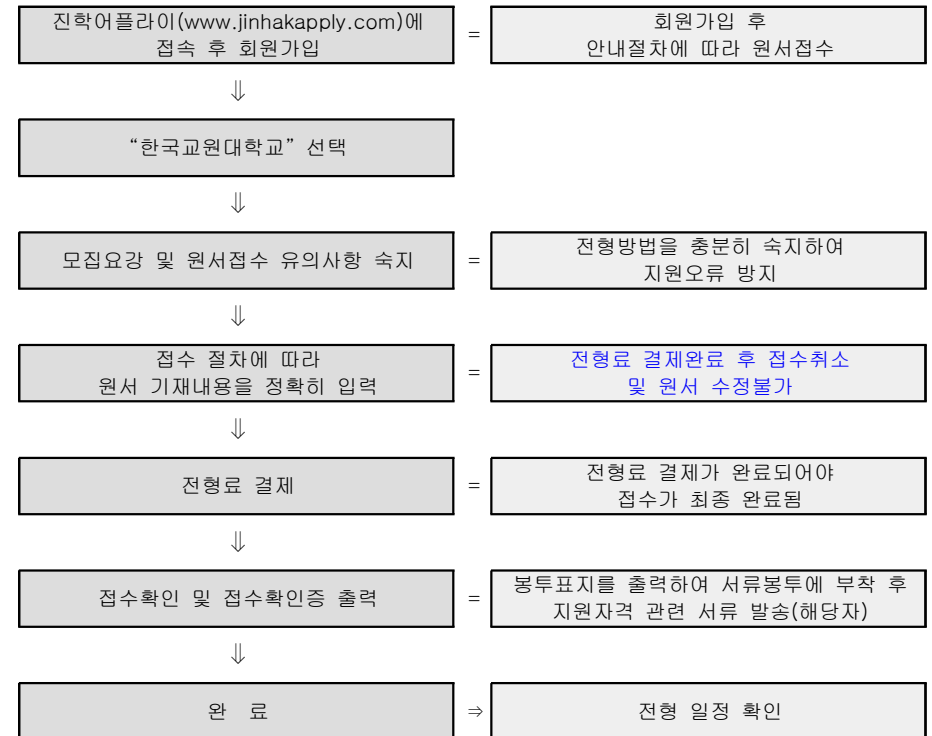 진학어플라이(www.jinhakapply.com)에
접속 후 회원가입
=
회원가입 후
안내절차에 따라 원서접수
⇓
“한국교원대학교” 선택
⇓
모집요강 및 원서접수 유의사항 숙지
=
전형방법을 충분히 숙지하여
지원오류 방지
⇓
접수 절차에 따라
원서 기재내용을 정확히 입력
=
전형료 결제완료 후 접수취소
및 원서 수정불가
⇓
전형료 결제
=
전형료 결제가 완료되어야
접수가 최종 완료됨
⇓
접수확인 및 접수확인증 출력
=
봉투표지를 출력하여 서류봉투에 부착 후
지원자격 관련 서류 발송(해당자)
⇓
완 료
⇒
전형 일정 확인